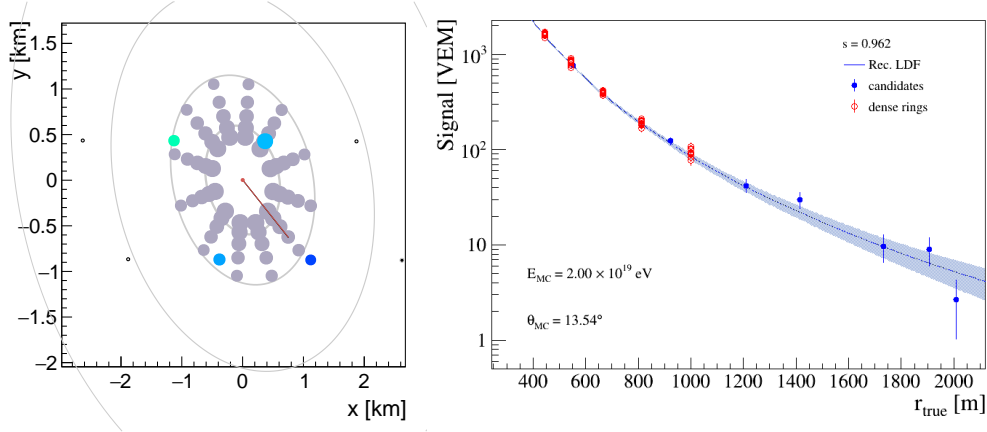 y [km]
1.5
1
0.5
0
−0.5
−1
−1.5
−2
−2
−1
0
1
2
x [km]
Signal [VEM]
10³
10²
10
1
s = 0.962
Rec. LDF
candidates
dense rings
E_MC = 2.00 × 10¹⁹ eV
θ_MC = 13.54°
400 600 800 1000 1200 1400 1600 1800 2000
r_true [m]